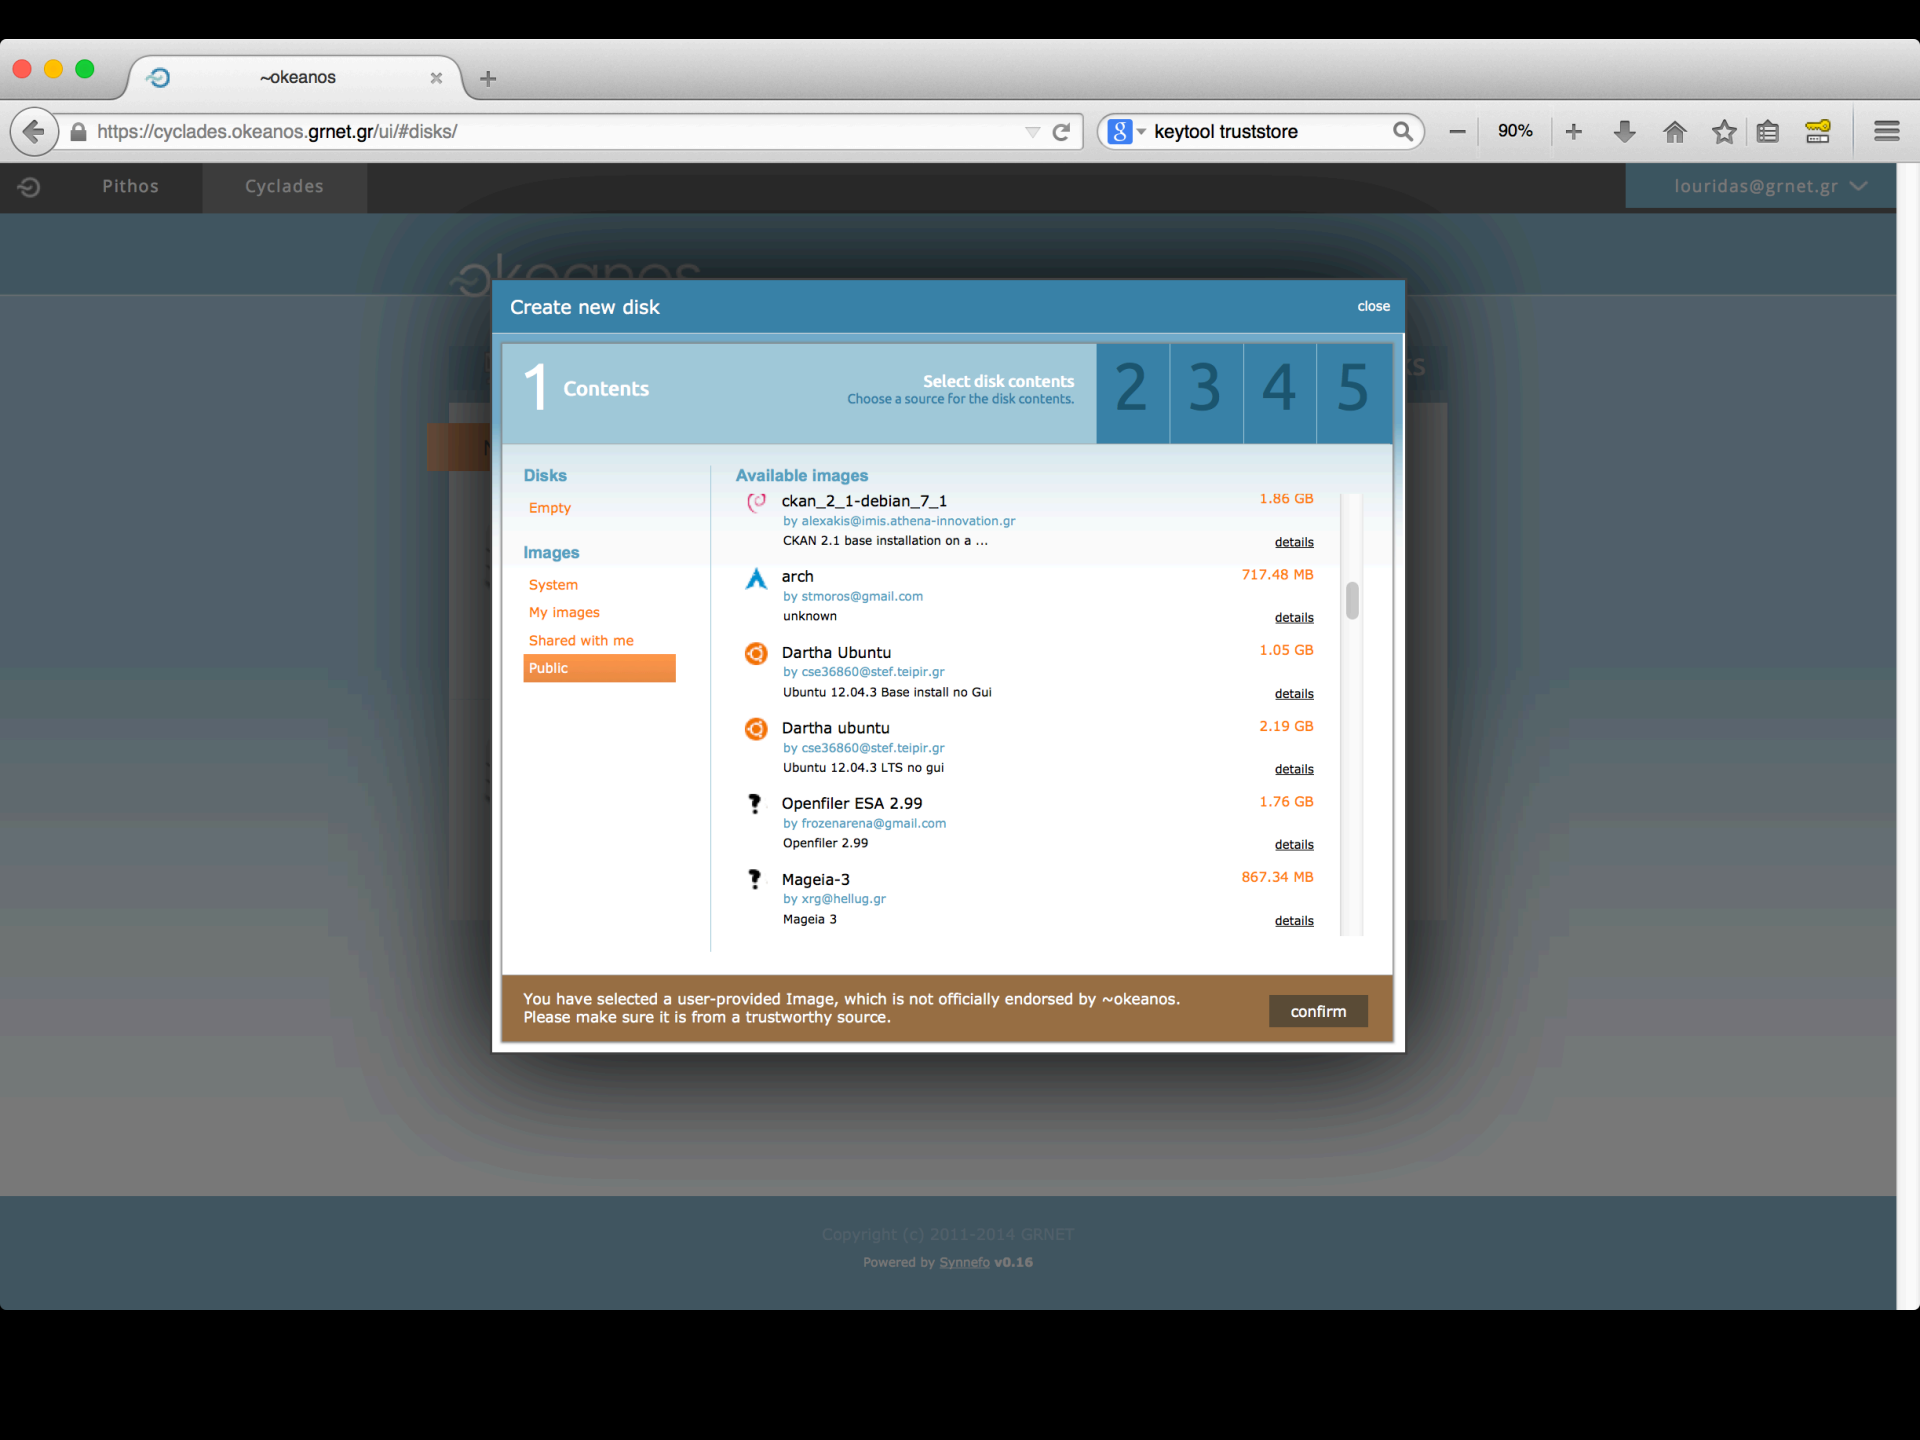 ~okeanos
https://cyclades.okeanos.grnet.gr/ui/#disks/
keytool truststore
90%
Pithos
Cyclades
louridas@grnet.gr
okeanos
Create new disk
close
1 Contents
Select disk contents
Choose a source for the disk contents.
2 3 4 5
Disks
Empty
Images
System
My images
Shared with me
Public
Available images
ckan_2_1-debian_7_1
1.86 GB
by alexakis@imis.athena-innovation.gr
CKAN 2.1 base installation on a ...
details
arch
717.48 MB
by stmoros@gmail.com
unknown
details
Dartha Ubuntu
1.05 GB
by cse36860@stef.teipir.gr
Ubuntu 12.04.3 Base install no Gui
details
Dartha ubuntu
2.19 GB
by cse36860@stef.teipir.gr
Ubuntu 12.04.3 LTS no gui
details
Openfiler ESA 2.99
1.76 GB
by frozenarena@gmail.com
Openfiler 2.99
details
Mageia-3
867.34 MB
by xrg@hellug.gr
Mageia 3
details
You have selected a user-provided Image, which is not officially endorsed by ~okeanos.
Please make sure it is from a trustworthy source.
confirm
Copyright (c) 2011-2014 GRNET
Powered by Synnefo v0.16